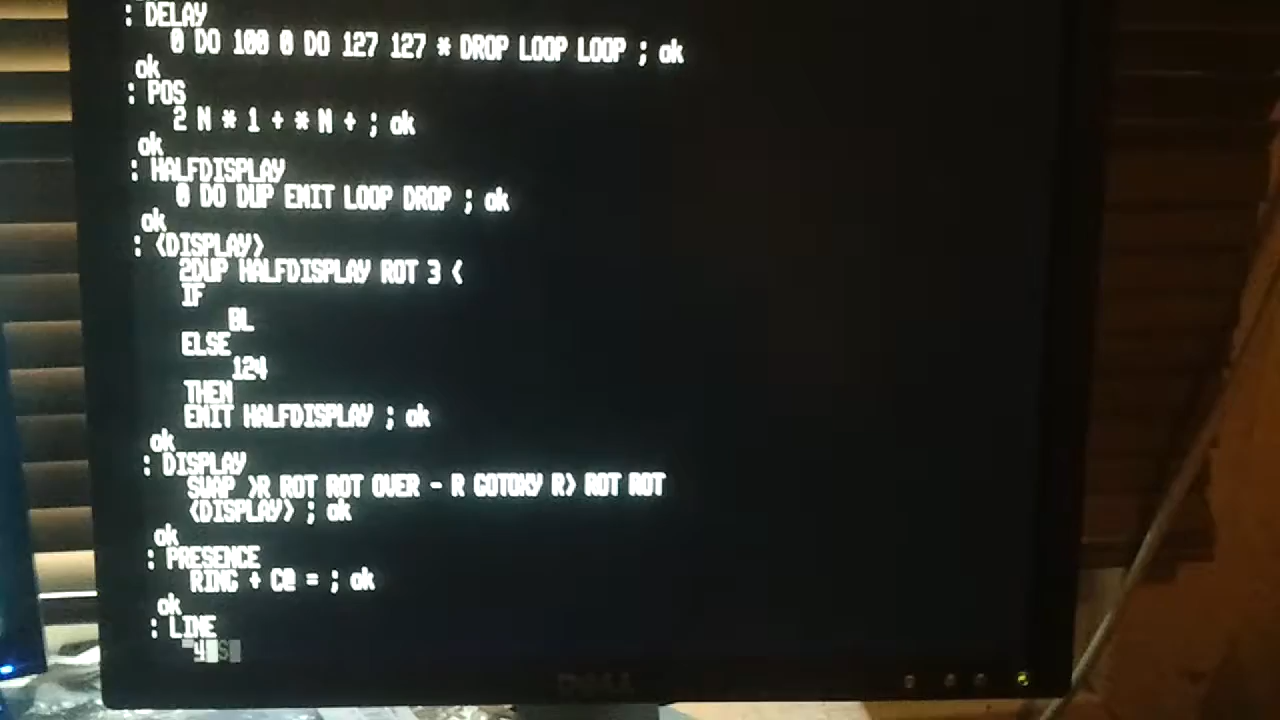 : DELAY
0 DO 100 0 DO 127 127 * DROP LOOP LOOP ; ok
ok
: POS
2 N * 1 + * N + ; ok
ok
: HALFDISPLAY
0 DO DUP EMIT LOOP DROP ; ok
ok
: <DISPLAY>
2DUP HALFDISPLAY ROT 3 <
IF
BL
ELSE
124
THEN
EMIT HALFDISPLAY ; ok
ok
: DISPLAY
SWAP >R ROT ROT OVER - R GOTOXY R> ROT ROT
<DISPLAY> ; ok
ok
: PRESENCE
RING + C@ = ; ok
ok
: LINE
4
DELL